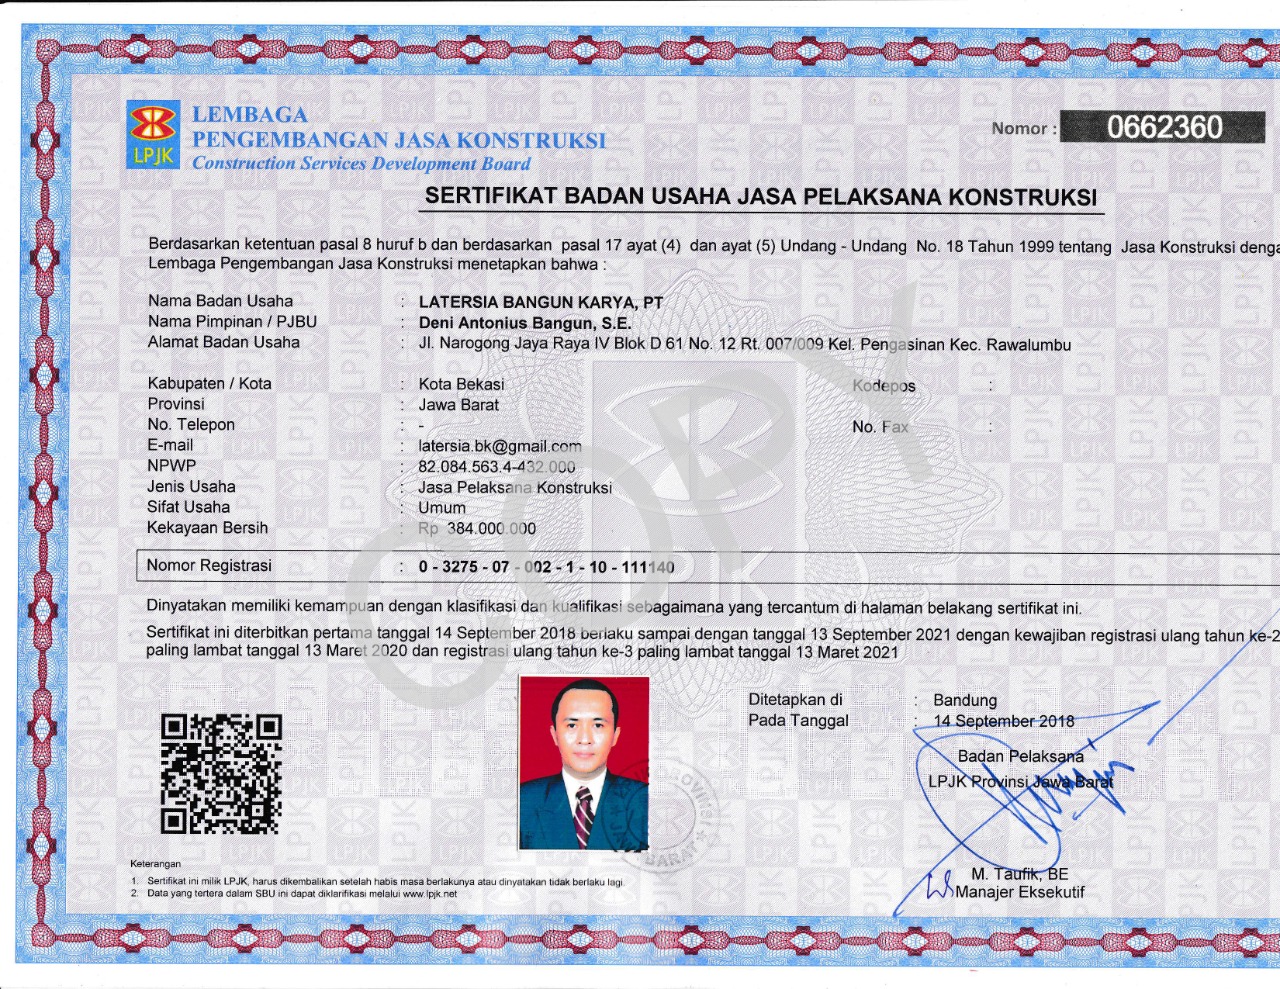 LEMBAGA
PENGEMBANGAN JASA KONSTRUKSI
Construction Services Development Board
LPJK
Nomor : 0662360
SERTIFIKAT BADAN USAHA JASA PELAKSANA KONSTRUKSI
Berdasarkan ketentuan pasal 8 huruf b dan berdasarkan pasal 17 ayat (4) dan ayat (5) Undang - Undang No. 18 Tahun 1999 tentang Jasa Konstruksi denga
Lembaga Pengembangan Jasa Konstruksi menetapkan bahwa :
Nama Badan Usaha : LATERSIA BANGUN KARYA, PT
Nama Pimpinan / PJBU : Deni Antonius Bangun, S.E.
Alamat Badan Usaha : Jl. Narogong Jaya Raya IV Blok D 61 No. 12 Rt. 007/009 Kel. Pengasinan Kec. Rawalumbu
Kabupaten / Kota : Kota Bekasi Kodepos :
Provinsi : Jawa Barat
No. Telepon : - No. Fax :
E-mail : latersia.bk@gmail.com
NPWP : 82.084.563.4-432.000
Jenis Usaha : Jasa Pelaksana Konstruksi
Sifat Usaha : Umum
Kekayaan Bersih : Rp 384.000.000
Nomor Registrasi : 0 - 3275 - 07 - 002 - 1 - 10 - 111140
Dinyatakan memiliki kemampuan dengan klasifikasi dan kualifikasi sebagaimana yang tercantum di halaman belakang sertifikat ini.
Sertifikat ini diterbitkan pertama tanggal 14 September 2018 berlaku sampai dengan tanggal 13 September 2021 dengan kewajiban registrasi ulang tahun ke-2
paling lambat tanggal 13 Maret 2020 dan registrasi ulang tahun ke-3 paling lambat tanggal 13 Maret 2021
COPY
Ditetapkan di : Bandung
Pada Tanggal : 14 September 2018
Badan Pelaksana
LPJK Provinsi Jawa Barat
M. Taufik, BE
Manajer Eksekutif
Keterangan
1. Sertifikat ini milik LPJK, harus dikembalikan setelah habis masa berlakunya atau dinyatakan tidak berlaku lagi.
2. Data yang tertera dalam SBU ini dapat diklarifikasi melalui www.lpjk.net